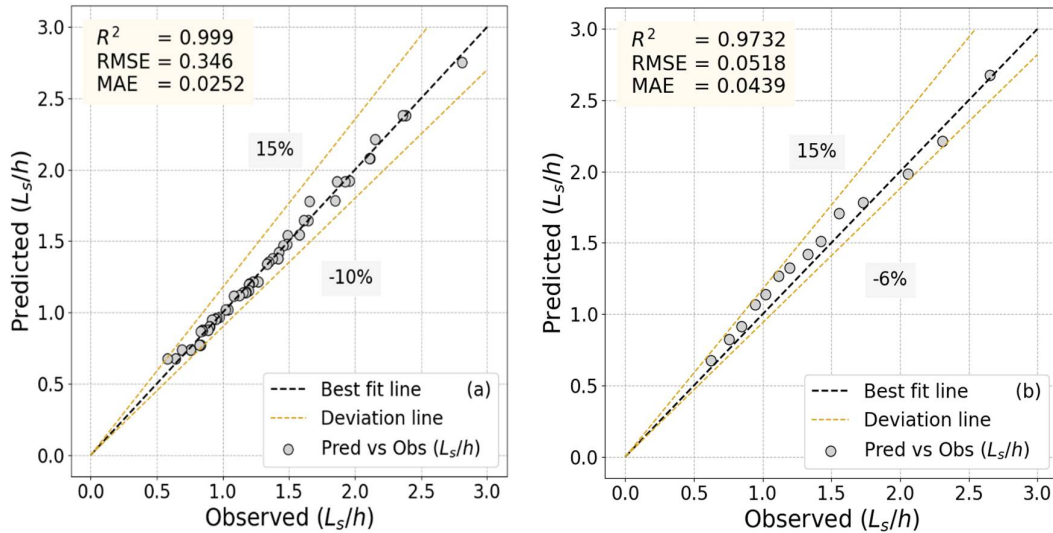 R² = 0.999
RMSE = 0.346
MAE = 0.0252
15%
-10%
Best fit line (a)
Deviation line
Pred vs Obs (Lₛ/h)
3.0
2.5
2.0
1.5
1.0
0.5
0.0
Predicted (Lₛ/h)
0.0 0.5 1.0 1.5 2.0 2.5 3.0
Observed (Lₛ/h)
R² = 0.9732
RMSE = 0.0518
MAE = 0.0439
15%
-6%
Best fit line (b)
Deviation line
Pred vs Obs (Lₛ/h)
3.0
2.5
2.0
1.5
1.0
0.5
0.0
Predicted (Lₛ/h)
0.0 0.5 1.0 1.5 2.0 2.5 3.0
Observed (Lₛ/h)